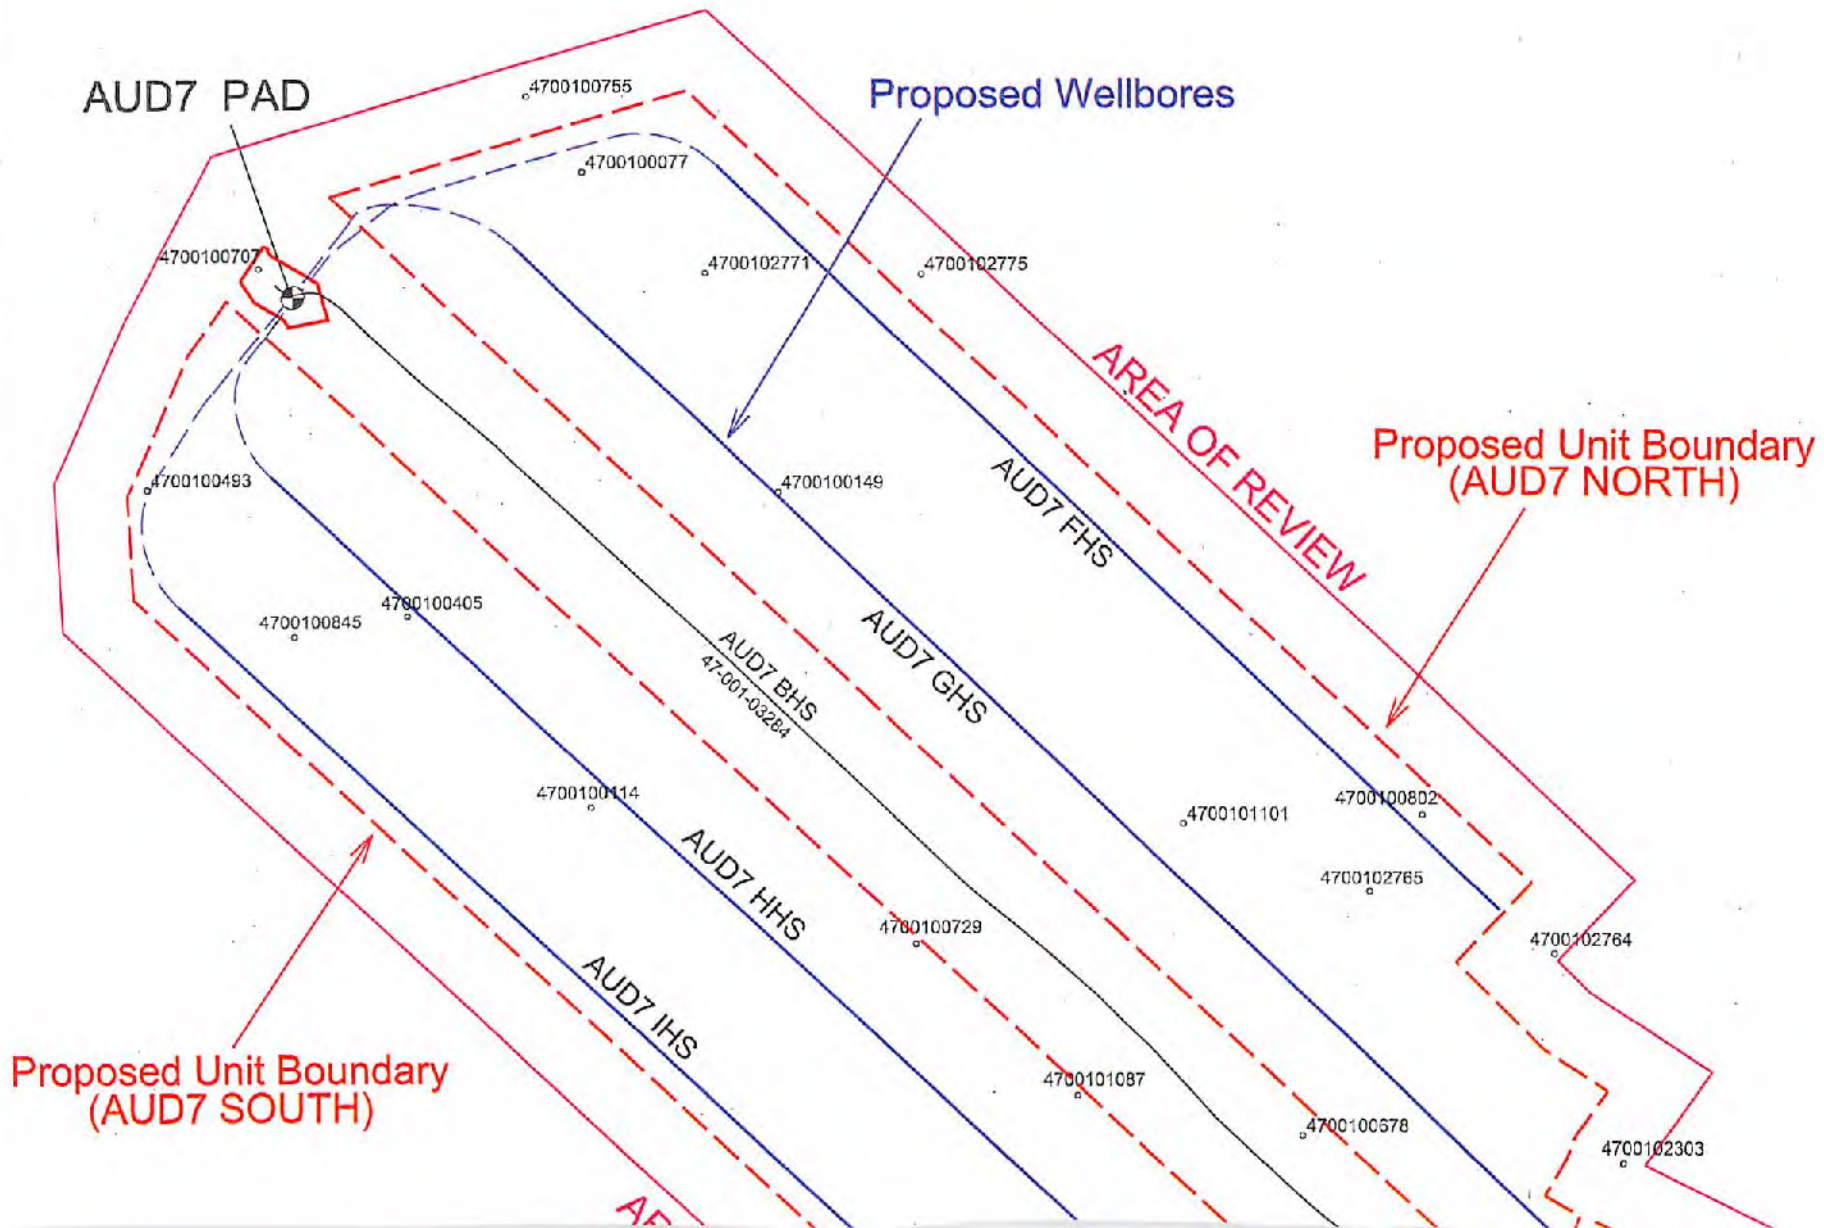 4700100755
AUD7 PAD
Proposed Wellbores
4700100077
4700100707
4700102771
4700102775
AREA OF REVIEW
Proposed Unit Boundary
(AUD7 NORTH)
4700100493
4700100149
AUD7 FHS
4700100405
4700100845
AUD7 BHS
47-001-03284
AUD7 GHS
4700100114
4700100802
4700101101
AUD7 HHS
4700102765
4700100729
4700102764
AUD7 IHS
Proposed Unit Boundary
(AUD7 SOUTH)
4700101087
4700100678
4700102303